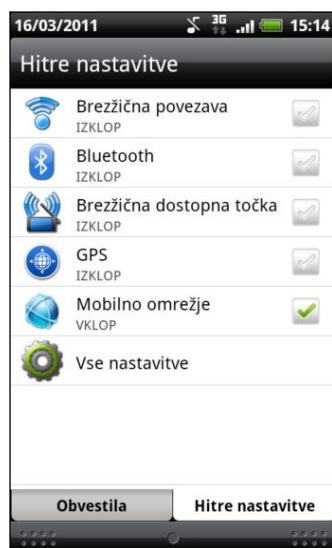 16/03/2011 3G 15:14
Hitre nastavitve
Brezžična povezava
IZKLOP
Bluetooth
IZKLOP
Brezžična dostopna točka
IZKLOP
GPS
IZKLOP
Mobilno omrežje
VKLOP
Vse nastavitve
Obvestila Hitre nastavitve